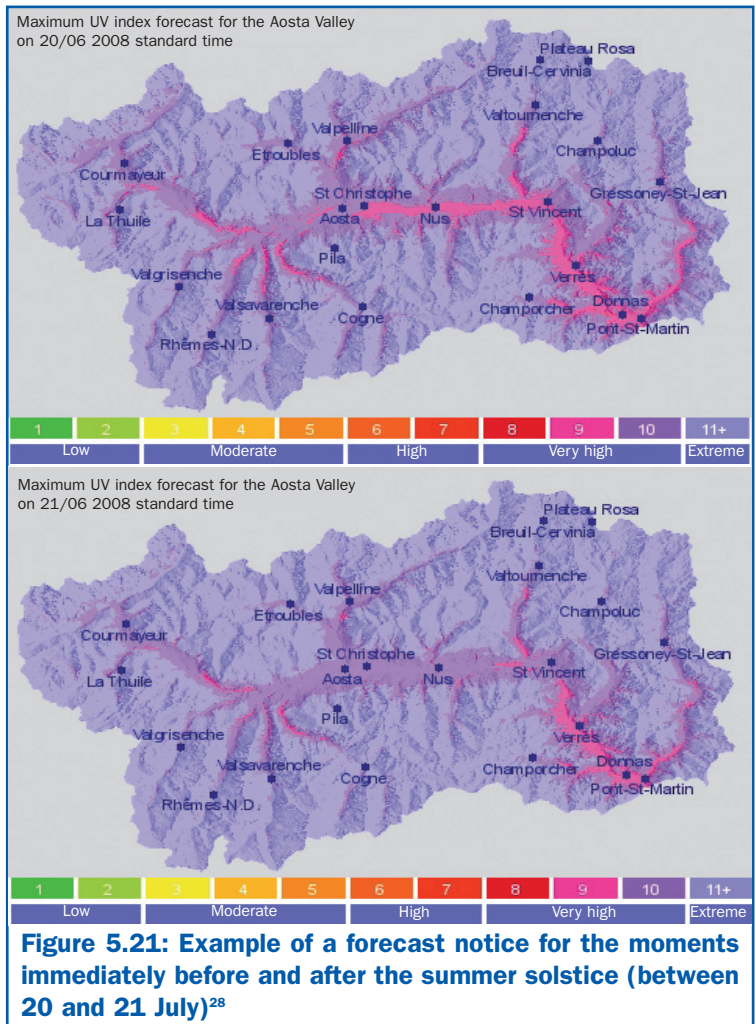 Maximum UV index forecast for the Aosta Valley
on 20/06 2008 standard time
Plateau Rosa
Breuil-Cervinia
Valtournenche
Valpelline
Etroubles
Champoluc
Courmayeur
Gressoney-St-Jean
St Christophe
La Thuile
Aosta
Nus
St Vincent
Pila
Valgrisenche
Verrès
Valsavarenche
Cogne
Champorcher
Donnas
Pont-St-Martin
Rhêmes-N.D.
1 2 3 4 5 6 7 8 9 10 11+
Low Moderate High Very high Extreme
Maximum UV index forecast for the Aosta Valley
on 21/06 2008 standard time
Plateau Rosa
Breuil-Cervinia
Valtournenche
Valpelline
Etroubles
Champoluc
Courmayeur
Gressoney-St-Jean
St Christophe
La Thuile
Aosta
Nus
St Vincent
Pila
Valgrisenche
Verrès
Valsavarenche
Cogne
Champorcher
Donnas
Pont-St-Martin
Rhêmes-N.D.
1 2 3 4 5 6 7 8 9 10 11+
Low Moderate High Very high Extreme
Figure 5.21: Example of a forecast notice for the moments
immediately before and after the summer solstice (between
20 and 21 July)²⁸